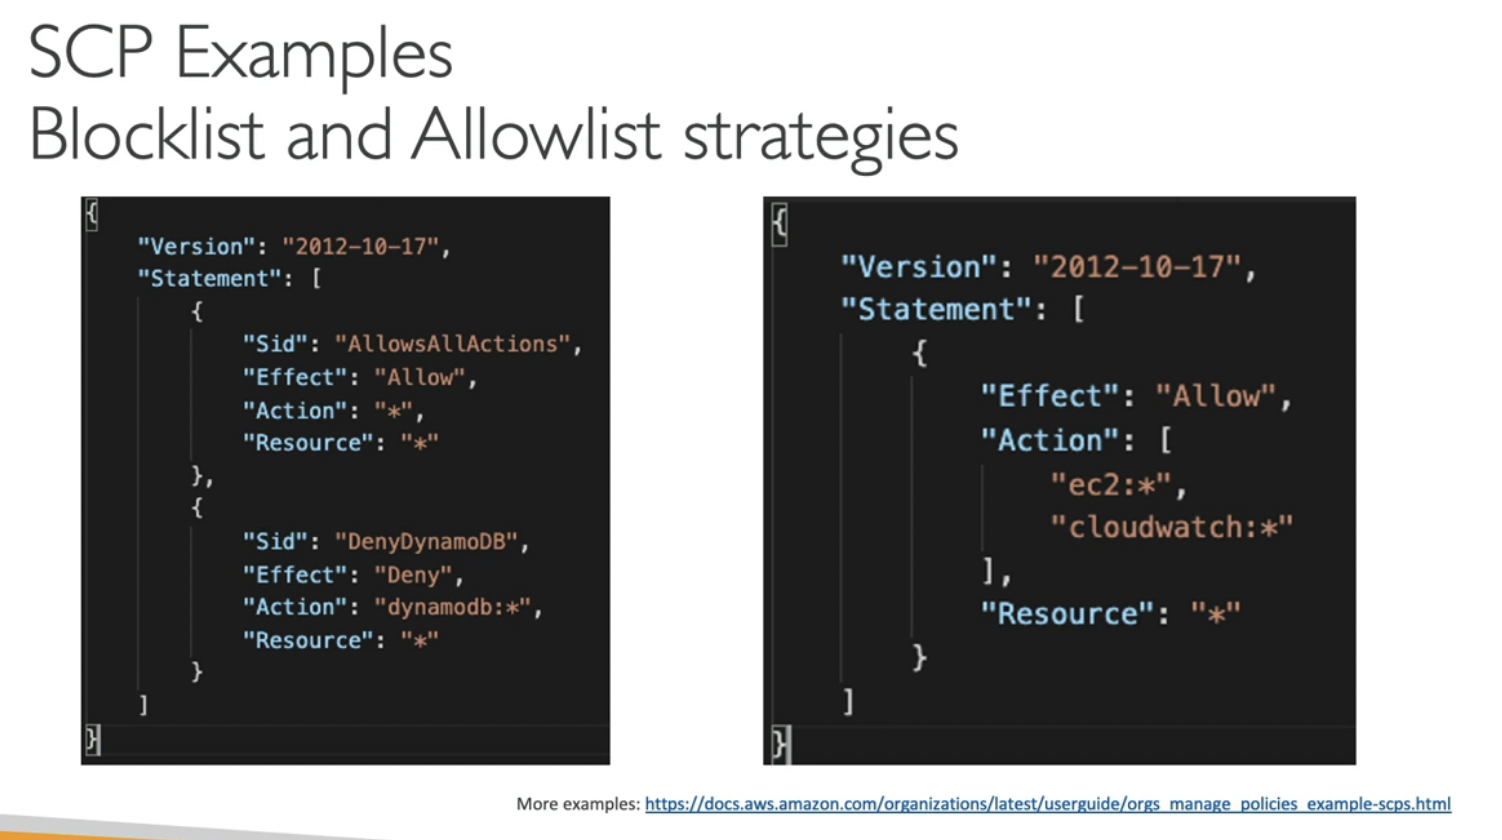 SCP Examples
Blocklist and Allowlist strategies
{
"Version": "2012-10-17",
"Statement": [
{
"Sid": "AllowsAllActions",
"Effect": "Allow",
"Action": "*",
"Resource": "*"
},
{
"Sid": "DenyDynamoDB",
"Effect": "Deny",
"Action": "dynamodb:*",
"Resource": "*"
}
]
}
{
"Version": "2012-10-17",
"Statement": [
{
"Effect": "Allow",
"Action": [
"ec2:*",
"cloudwatch:*"
],
"Resource": "*"
}
]
}
More examples: https://docs.aws.amazon.com/organizations/latest/userguide/orgs_manage_policies_example-scps.html